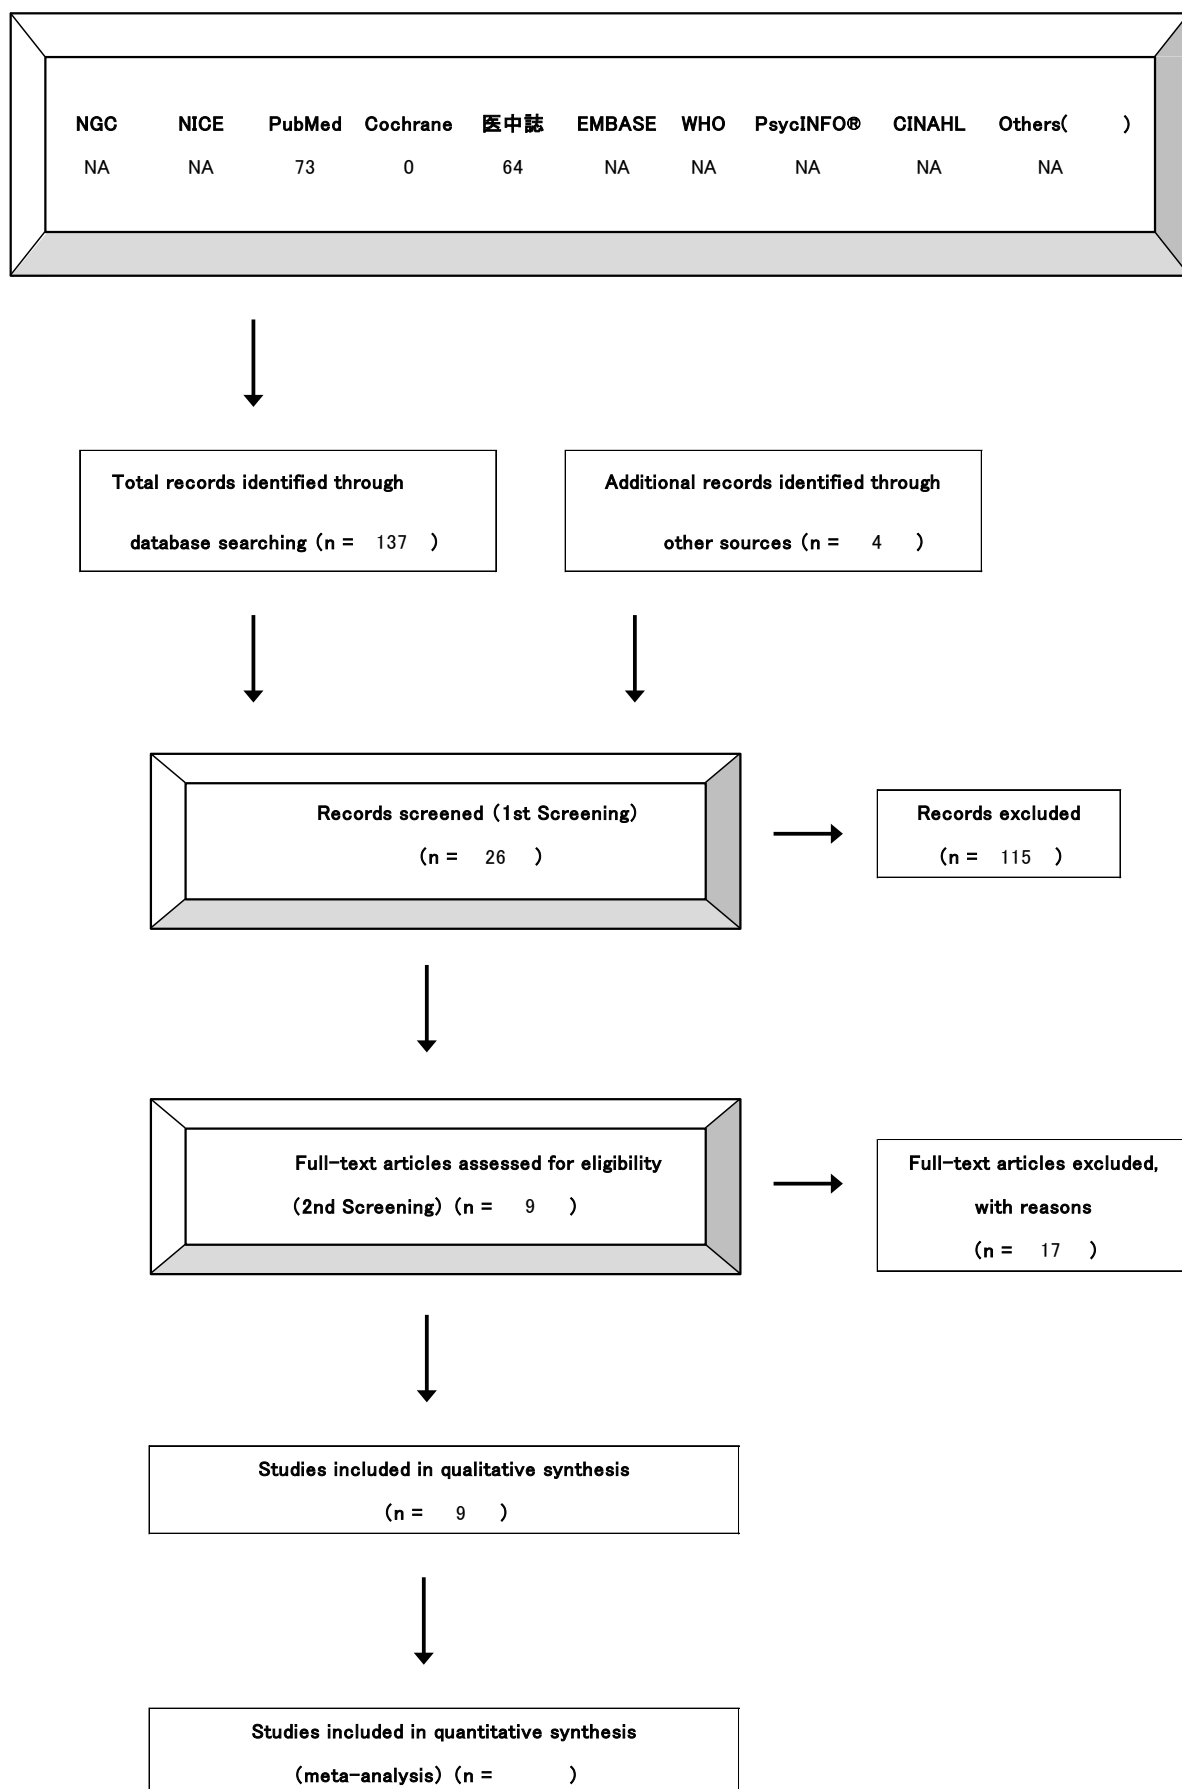 NGC NICE PubMed Cochrane 医中誌 EMBASE WHO PsycINFO® CINAHL Others( )
NA NA 73 0 64 NA NA NA NA NA
Total records identified through
database searching (n = 137 )
Additional records identified through
other sources (n = 4 )
Records screened (1st Screening)
(n = 26 )
Records excluded
(n = 115 )
Full-text articles assessed for eligibility
(2nd Screening) (n = 9 )
Full-text articles excluded,
with reasons
(n = 17 )
Studies included in qualitative synthesis
(n = 9 )
Studies included in quantitative synthesis
(meta-analysis) (n = )